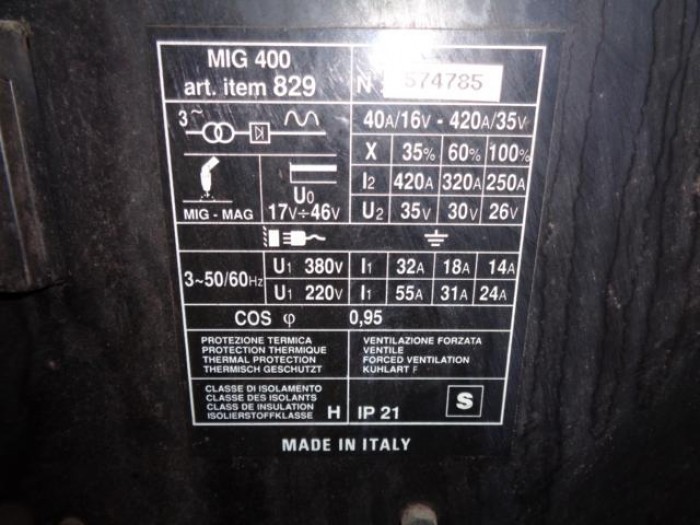 MIG 400
art. item 829
N 574785
3~
40A/16V - 420A/35V
X 35% 60% 100%
I2 420A 320A 250A
U2 35V 30V 26V
MIG - MAG
U0
17V÷46V
3~50/60Hz
U1 380V I1 32A 18A 14A
U1 220V I1 55A 31A 24A
COS φ 0,95
PROTEZIONE TERMICA
PROTECTION THERMIQUE
THERMAL PROTECTION
THERMISCH GESCHUTZT
VENTILAZIONE FORZATA
VENTILE
FORCED VENTILATION
KUHLART F
CLASSE DI ISOLAMENTO
CLASSE DES ISOLANTS
CLASS DE INSULATION
ISOLIERSTOFFKLASSE H
IP 21
S
MADE IN ITALY